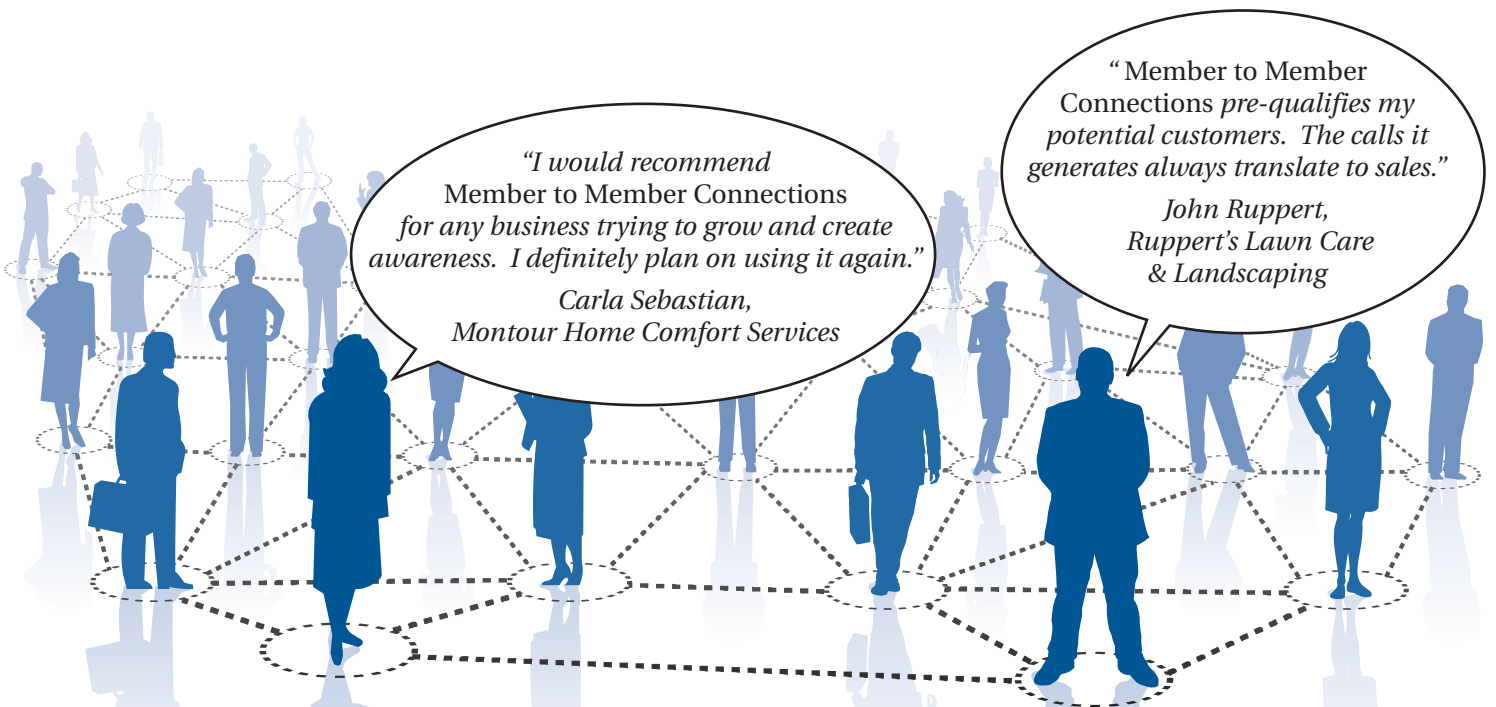 “I would recommend
Member to Member Connections
for any business trying to grow and create
awareness.  I definitely plan on using it again.”
Carla Sebastian,
Montour Home Comfort Services
“Member to Member
Connections pre-qualifies my
potential customers.  The calls it
generates always translate to sales.”
John Ruppert,
Ruppert’s Lawn Care
& Landscaping